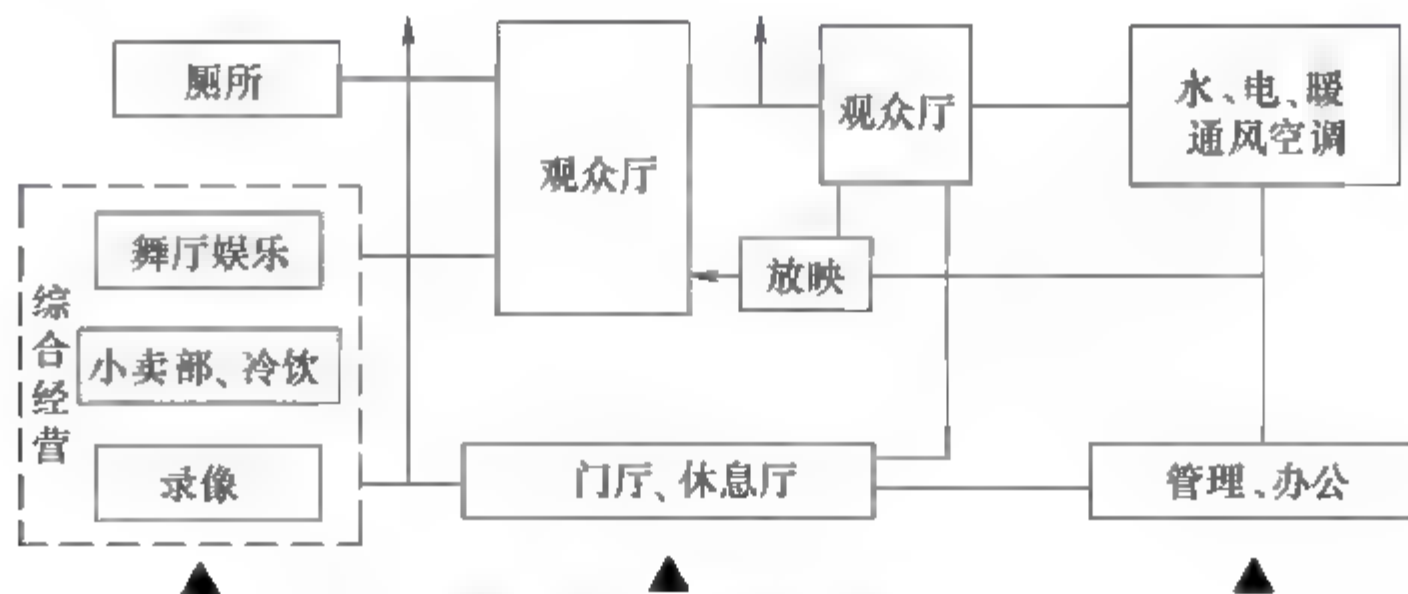 厕所
观众厅
观众厅
水、电、暖
通风空调
综合经营
舞厅娱乐
小卖部、冷饮
录像
放映
门厅、休息厅
管理、办公